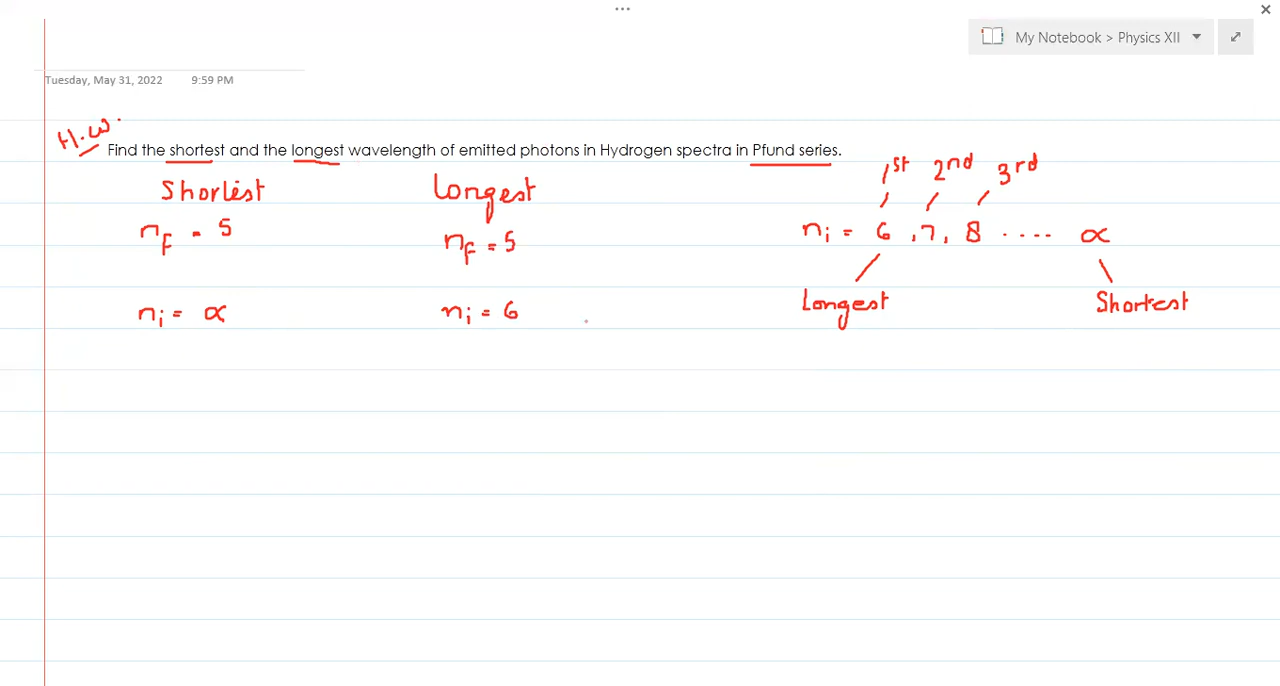 My Notebook > Physics XII
Tuesday, May 31, 2022 9:59 PM
H.W.
Find the shortest and the longest wavelength of emitted photons in Hydrogen spectra in Pfund series.
Shortest Longest
1st 2nd 3rd
nf = 5 nf = 5
ni = 6, 7, 8 .... ∝
Longest Shortest
ni = ∝ ni = 6